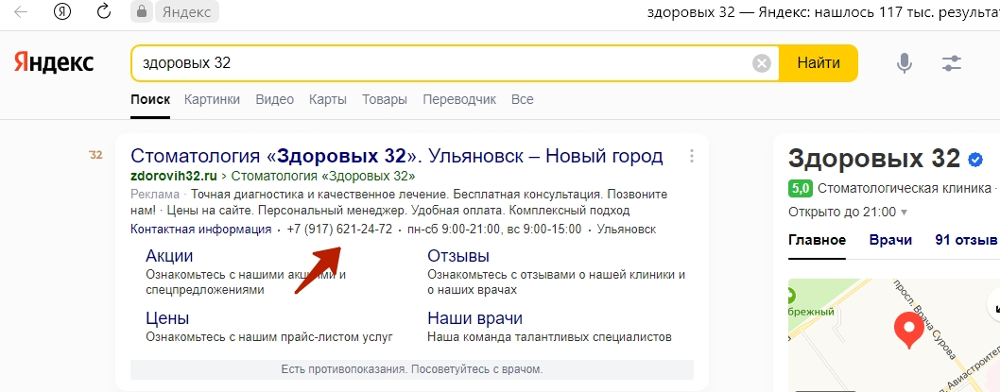 Яндекс
здоровых 32 — Яндекс: нашлось 117 тыс. результа
Яндекс
здоровых 32
Найти
Поиск Картинки Видео Карты Товары Переводчик Все
Стоматология «Здоровых 32». Ульяновск – Новый город
zdorovih32.ru › Стоматология «Здоровых 32»
Реклама · Точная диагностика и качественное лечение. Бесплатная консультация. Позвоните
нам! · Цены на сайте. Персональный менеджер. Удобная оплата. Комплексный подход
Контактная информация · +7 (917) 621-24-72 · пн-сб 9:00-21:00, вс 9:00-15:00 · Ульяновск
Акции
Ознакомьтесь с нашими акциями и
спецпредложениями
Отзывы
Ознакомьтесь с отзывами о нашей клиники и
о наших врачах
Цены
Ознакомьтесь с нашим прайс-листом услуг
Наши врачи
Наша команда талантливых специалистов
Есть противопоказания. Посоветуйтесь с врачом.
32
Здоровых 32
5,0 Стоматологическая клиника ·
Открыто до 21:00
Главное Врачи 91 отзыв
брежный
просп. Врача Сурова
л. Авиастроител